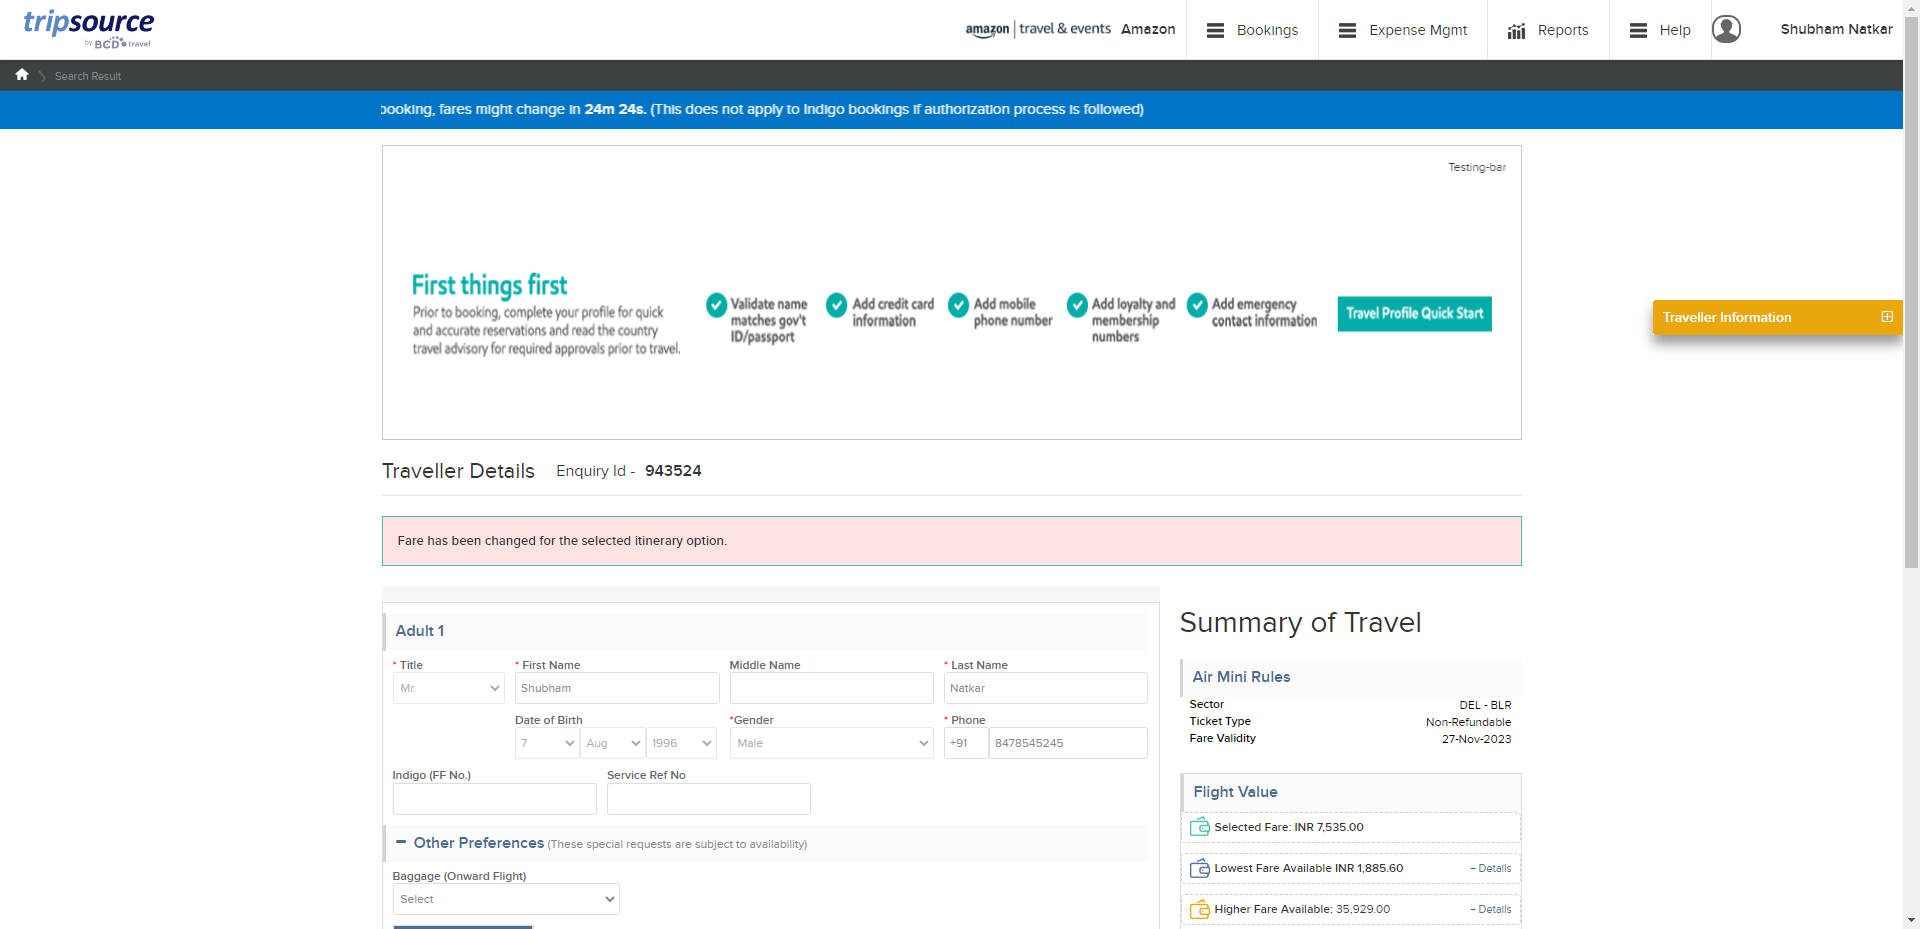 tripsource
by BCD travel
amazon | travel & events Amazon
Bookings
Expense Mgmt
Reports
Help
Shubham Natkar
Search Result
booking, fares might change in 24m 24s. (This does not apply to Indigo bookings if authorization process is followed)
Testing-bar
First things first
Prior to booking, complete your profile for quick
and accurate reservations and read the country
travel advisory for required approvals prior to travel.
Validate name
matches gov't
ID/passport
Add credit card
information
Add mobile
phone number
Add loyalty and
membership
numbers
Add emergency
contact information
Travel Profile Quick Start
Traveller Information
Traveller Details Enquiry Id - 943524
Fare has been changed for the selected itinerary option.
Adult 1
* Title * First Name Middle Name * Last Name
Mr. Shubham Natkar
Date of Birth *Gender * Phone
7 Aug 1996 Male +91 8478545245
Indigo (FF No.) Service Ref No
− Other Preferences (These special requests are subject to availability)
Baggage (Onward Flight)
Select
Summary of Travel
Air Mini Rules
Sector DEL - BLR
Ticket Type Non-Refundable
Fare Validity 27-Nov-2023
Flight Value
Selected Fare: INR 7,535.00
Lowest Fare Available INR 1,885.60 + Details
Higher Fare Available: 35,929.00 + Details